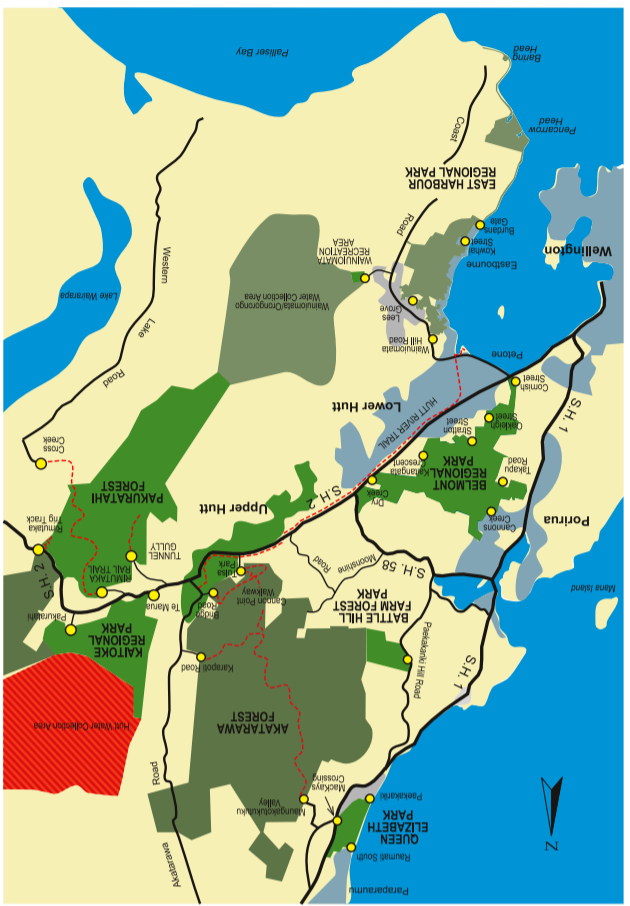 Paraparaumu
Raumati South
QUEEN
ELIZABETH
PARK
Paekakariki
MacKays
Crossing
Maungakotukutuku
Valley
N
Akatarawa
Road
Hutt Water Collection Area
AKATARAWA
FOREST
S.H. 1
Paekakariki Hill Road
Karapoti Road
KAITOKE
REGIONAL
PARK
Pakuratahi
BATTLE HILL
FARM FOREST
PARK
Cannon Point
Walkway
Bridge
Road
Te Marua
RIMUTAKA
RAIL TRAIL
S.H. 2
Rimutaka
Trig Track
Mana Island
S.H. 58
Moonshine
Road
Park
TUNNEL
GULLY
Porirua
Cannons
Creek
Takapu
Road
BELMONT
REGIONAL
PARK
Dry
Creek
Kaitangata
Crescent
Stratton
Street
Oakleigh
Street
Cornish
Street
S.H. 2
Upper Hutt
PAKURATAHI
FOREST
Cross
Creek
S.H. 1
HUTT RIVER TRAIL
Lower Hutt
Petone
Wainuiomata
Hill Road
Lees
Grove
WAINUIOMATA
RECREATION
AREA
Wainuiomata/Orongorongo
Water Collection Area
Western
Lake
Road
Lake Wairarapa
Wellington
Eastbourne
Kowhai
Street
Burdans
Gate
EAST HARBOUR
REGIONAL PARK
Coast
Road
Pencarrow
Head
Baring
Head
Palliser Bay